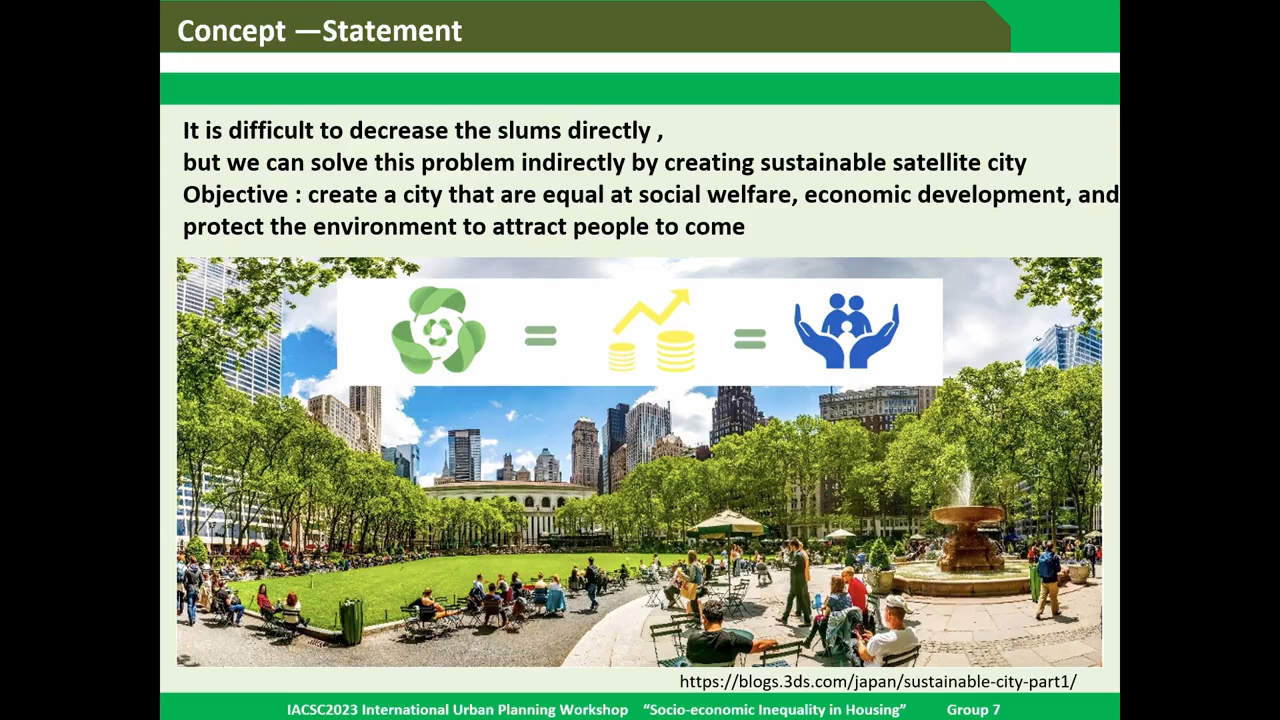 Concept —Statement
It is difficult to decrease the slums directly ,
but we can solve this problem indirectly by creating sustainable satellite city
Objective : create a city that are equal at social welfare, economic development, and
protect the environment to attract people to come
https://blogs.3ds.com/japan/sustainable-city-part1/
IACSC2023 International Urban Planning Workshop “Socio-economic Inequality in Housing” Group 7